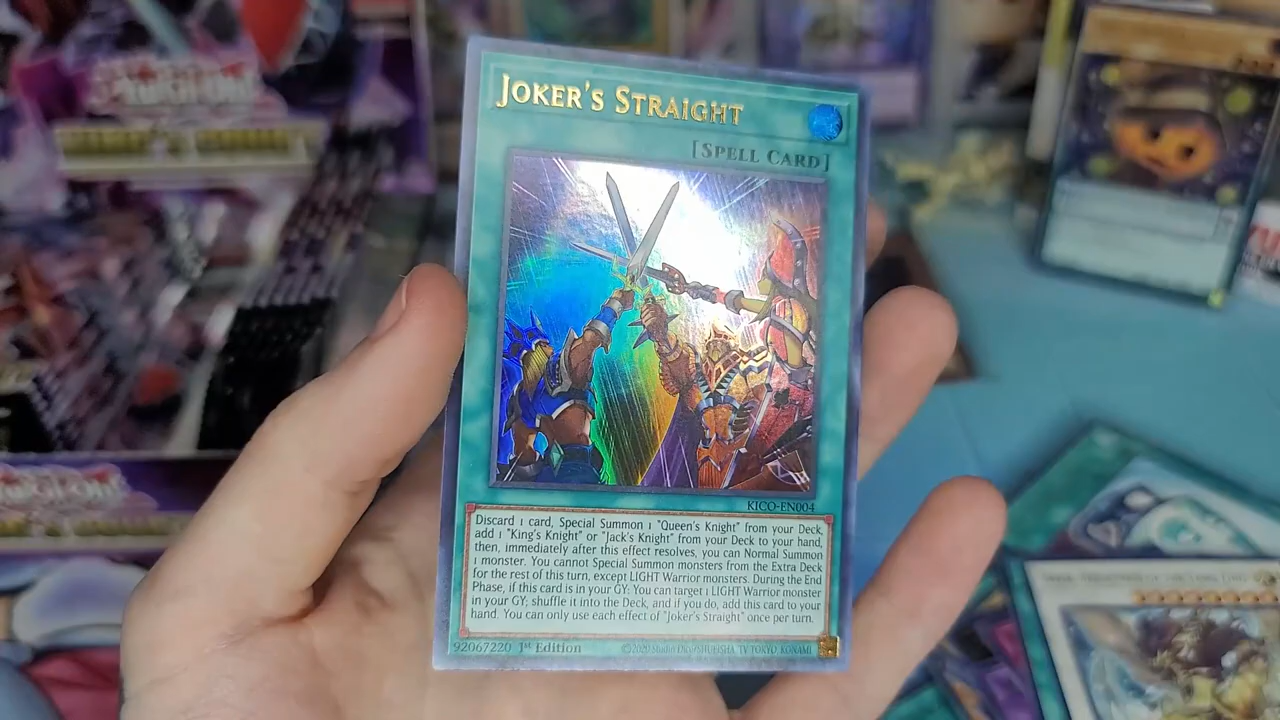 JOKER'S STRAIGHT
[SPELL CARD]
KICO-EN004
Discard 1 card, Special Summon 1 "Queen's Knight" from your Deck,
add 1 "King's Knight" or "Jack's Knight" from your Deck to your hand,
then, immediately after this effect resolves, you can Normal Summon
1 monster. You cannot Special Summon monsters from the Extra Deck
for the rest of this turn, except LIGHT Warrior monsters. During the End
Phase, if this card is in your GY: You can target 1 LIGHT Warrior monster
in your GY; shuffle it into the Deck, and if you do, add this card to your
hand. You can only use each effect of "Joker's Straight" once per turn.
92067220 1st Edition
©2020 Studio Dice/SHUEISHA, TV TOKYO, KONAMI